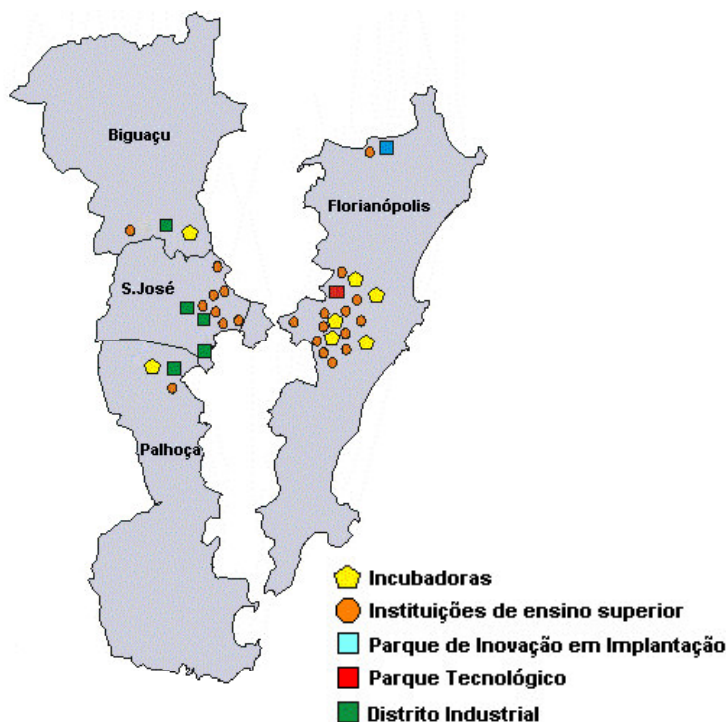 Biguaçu
Florianópolis
S.José
Palhoça
Incubadoras
Instituições de ensino superior
Parque de Inovação em Implantação
Parque Tecnológico
Distrito Industrial